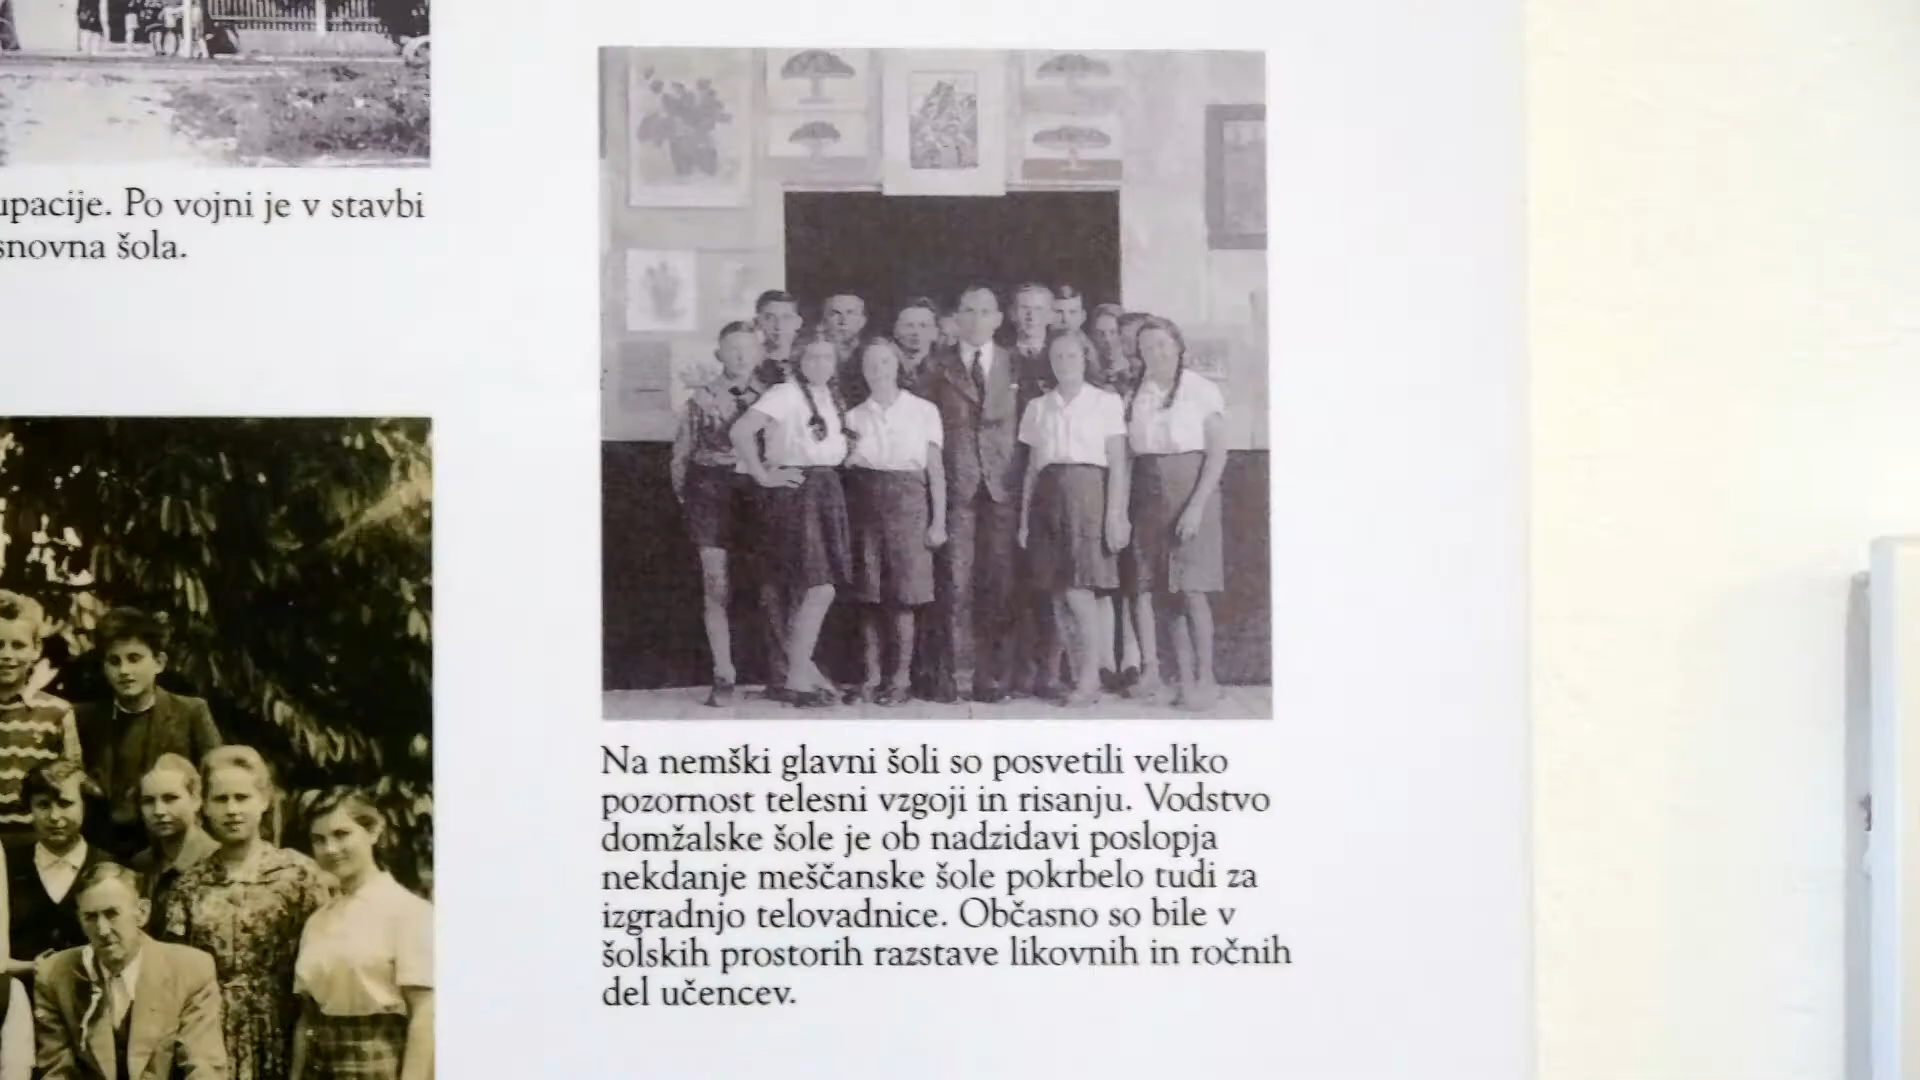 upacije. Po vojni je v stavbi
snovna šola.
Na nemški glavni šoli so posvetili veliko
pozornost telesni vzgoji in risanju. Vodstvo
domžalske šole je ob nadzidavi poslopja
nekdanje meščanske šole pokrbelo tudi za
izgradnjo telovadnice. Občasno so bile v
šolskih prostorih razstave likovnih in ročnih
del učencev.